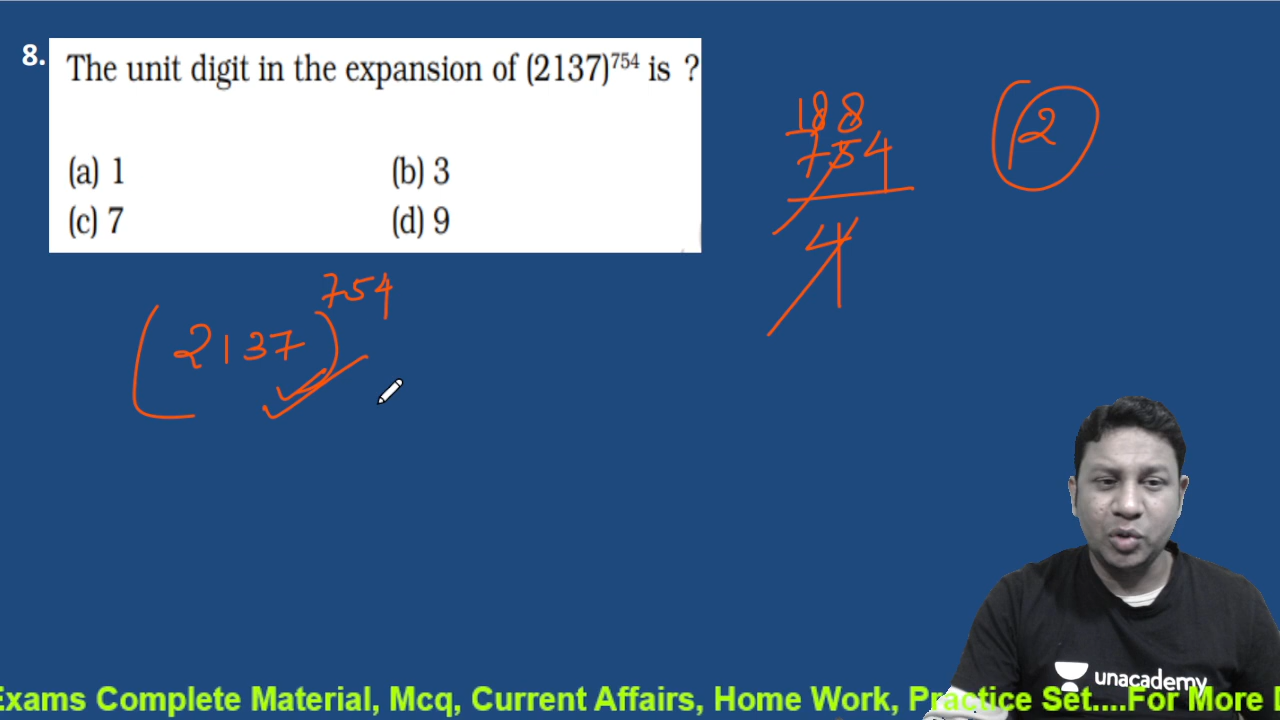 8.
The unit digit in the expansion of (2137)^754 is ?
(a) 1 (b) 3
(c) 7 (d) 9
188
754
4
2
(2137)^754
unacademy
Exams Complete Material, Mcq, Current Affairs, Home Work, Practice Set....For More